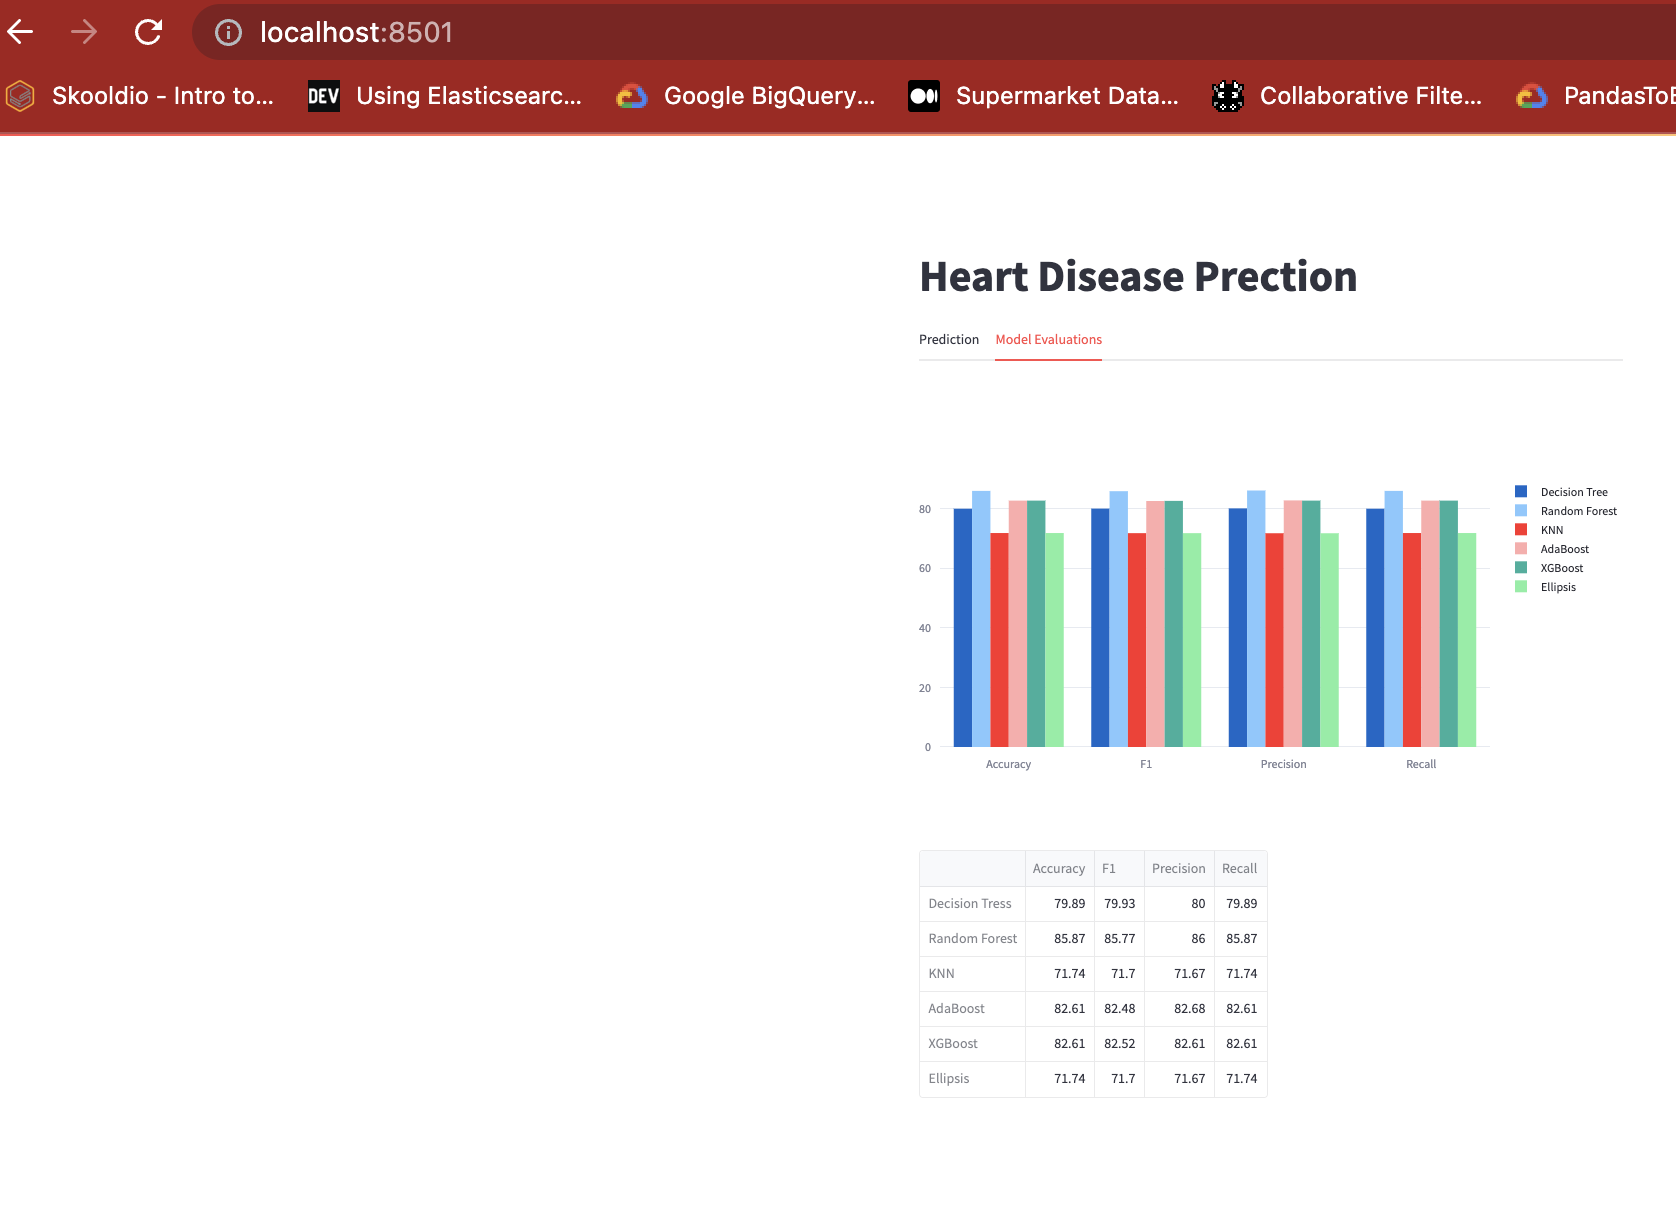 localhost:8501
Skooldio - Intro to... DEV Using Elasticsearc... Google BigQuery... Supermarket Data... Collaborative Filte... PandasToB
Heart Disease Prection
Prediction Model Evaluations
80
60
40
20
0
Accuracy F1 Precision Recall
Decision Tree
Random Forest
KNN
AdaBoost
XGBoost
Ellipsis
Accuracy F1 Precision Recall
Decision Tress 79.89 79.93 80 79.89
Random Forest 85.87 85.77 86 85.87
KNN 71.74 71.7 71.67 71.74
AdaBoost 82.61 82.48 82.68 82.61
XGBoost 82.61 82.52 82.61 82.61
Ellipsis 71.74 71.7 71.67 71.74